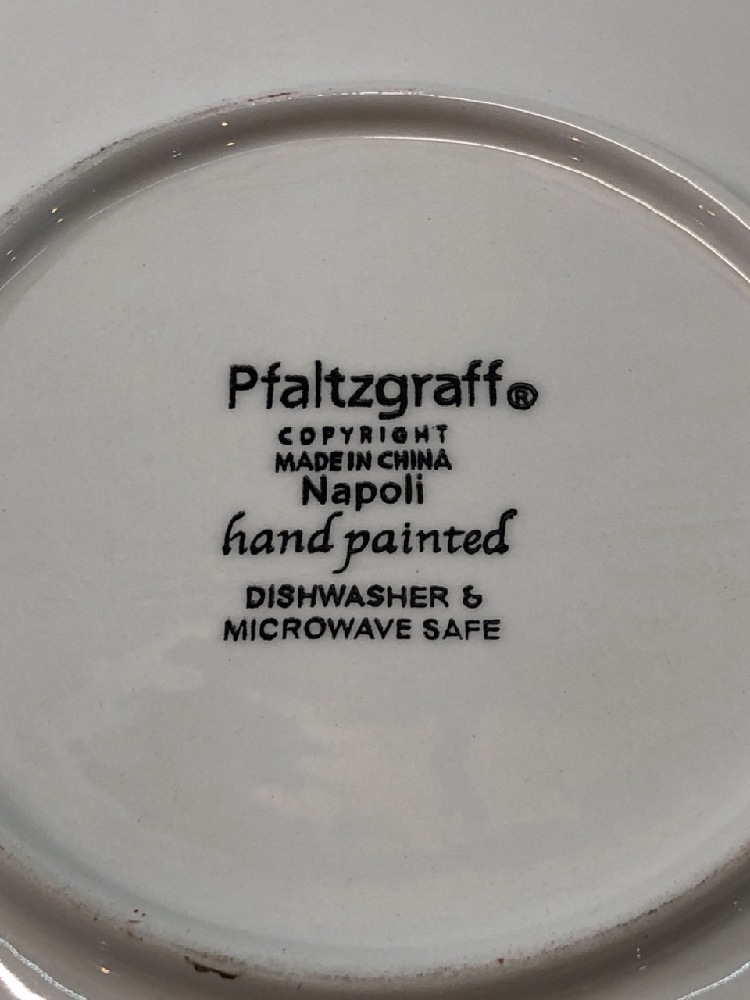 Pfaltzgraff®
COPYRIGHT
MADE IN CHINA
Napoli
hand painted
DISHWASHER &
MICROWAVE SAFE